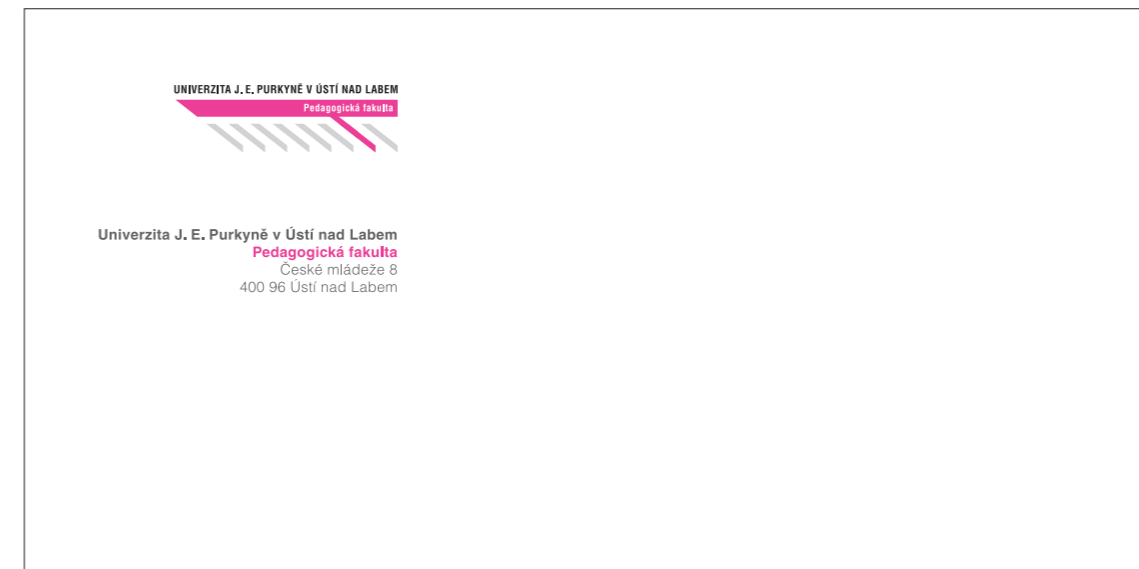 UNIVERZITA J. E. PURKYNĚ V ÚSTÍ NAD LABEM
Pedagogická fakulta
Univerzita J. E. Purkyně v Ústí nad Labem
Pedagogická fakulta
České mládeže 8
400 96 Ústí nad Labem